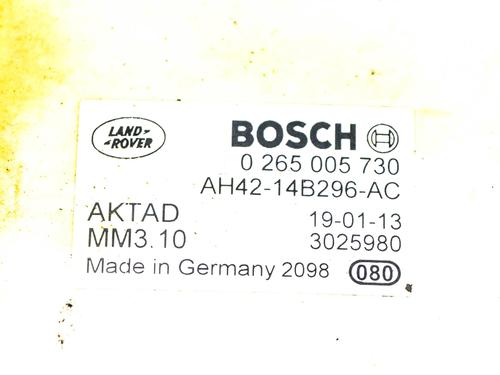 LAND-
-ROVER
BOSCH
0 265 005 730
AH42-14B296-AC
AKTAD 19-01-13
MM3.10 3025980
Made in Germany 2098 080